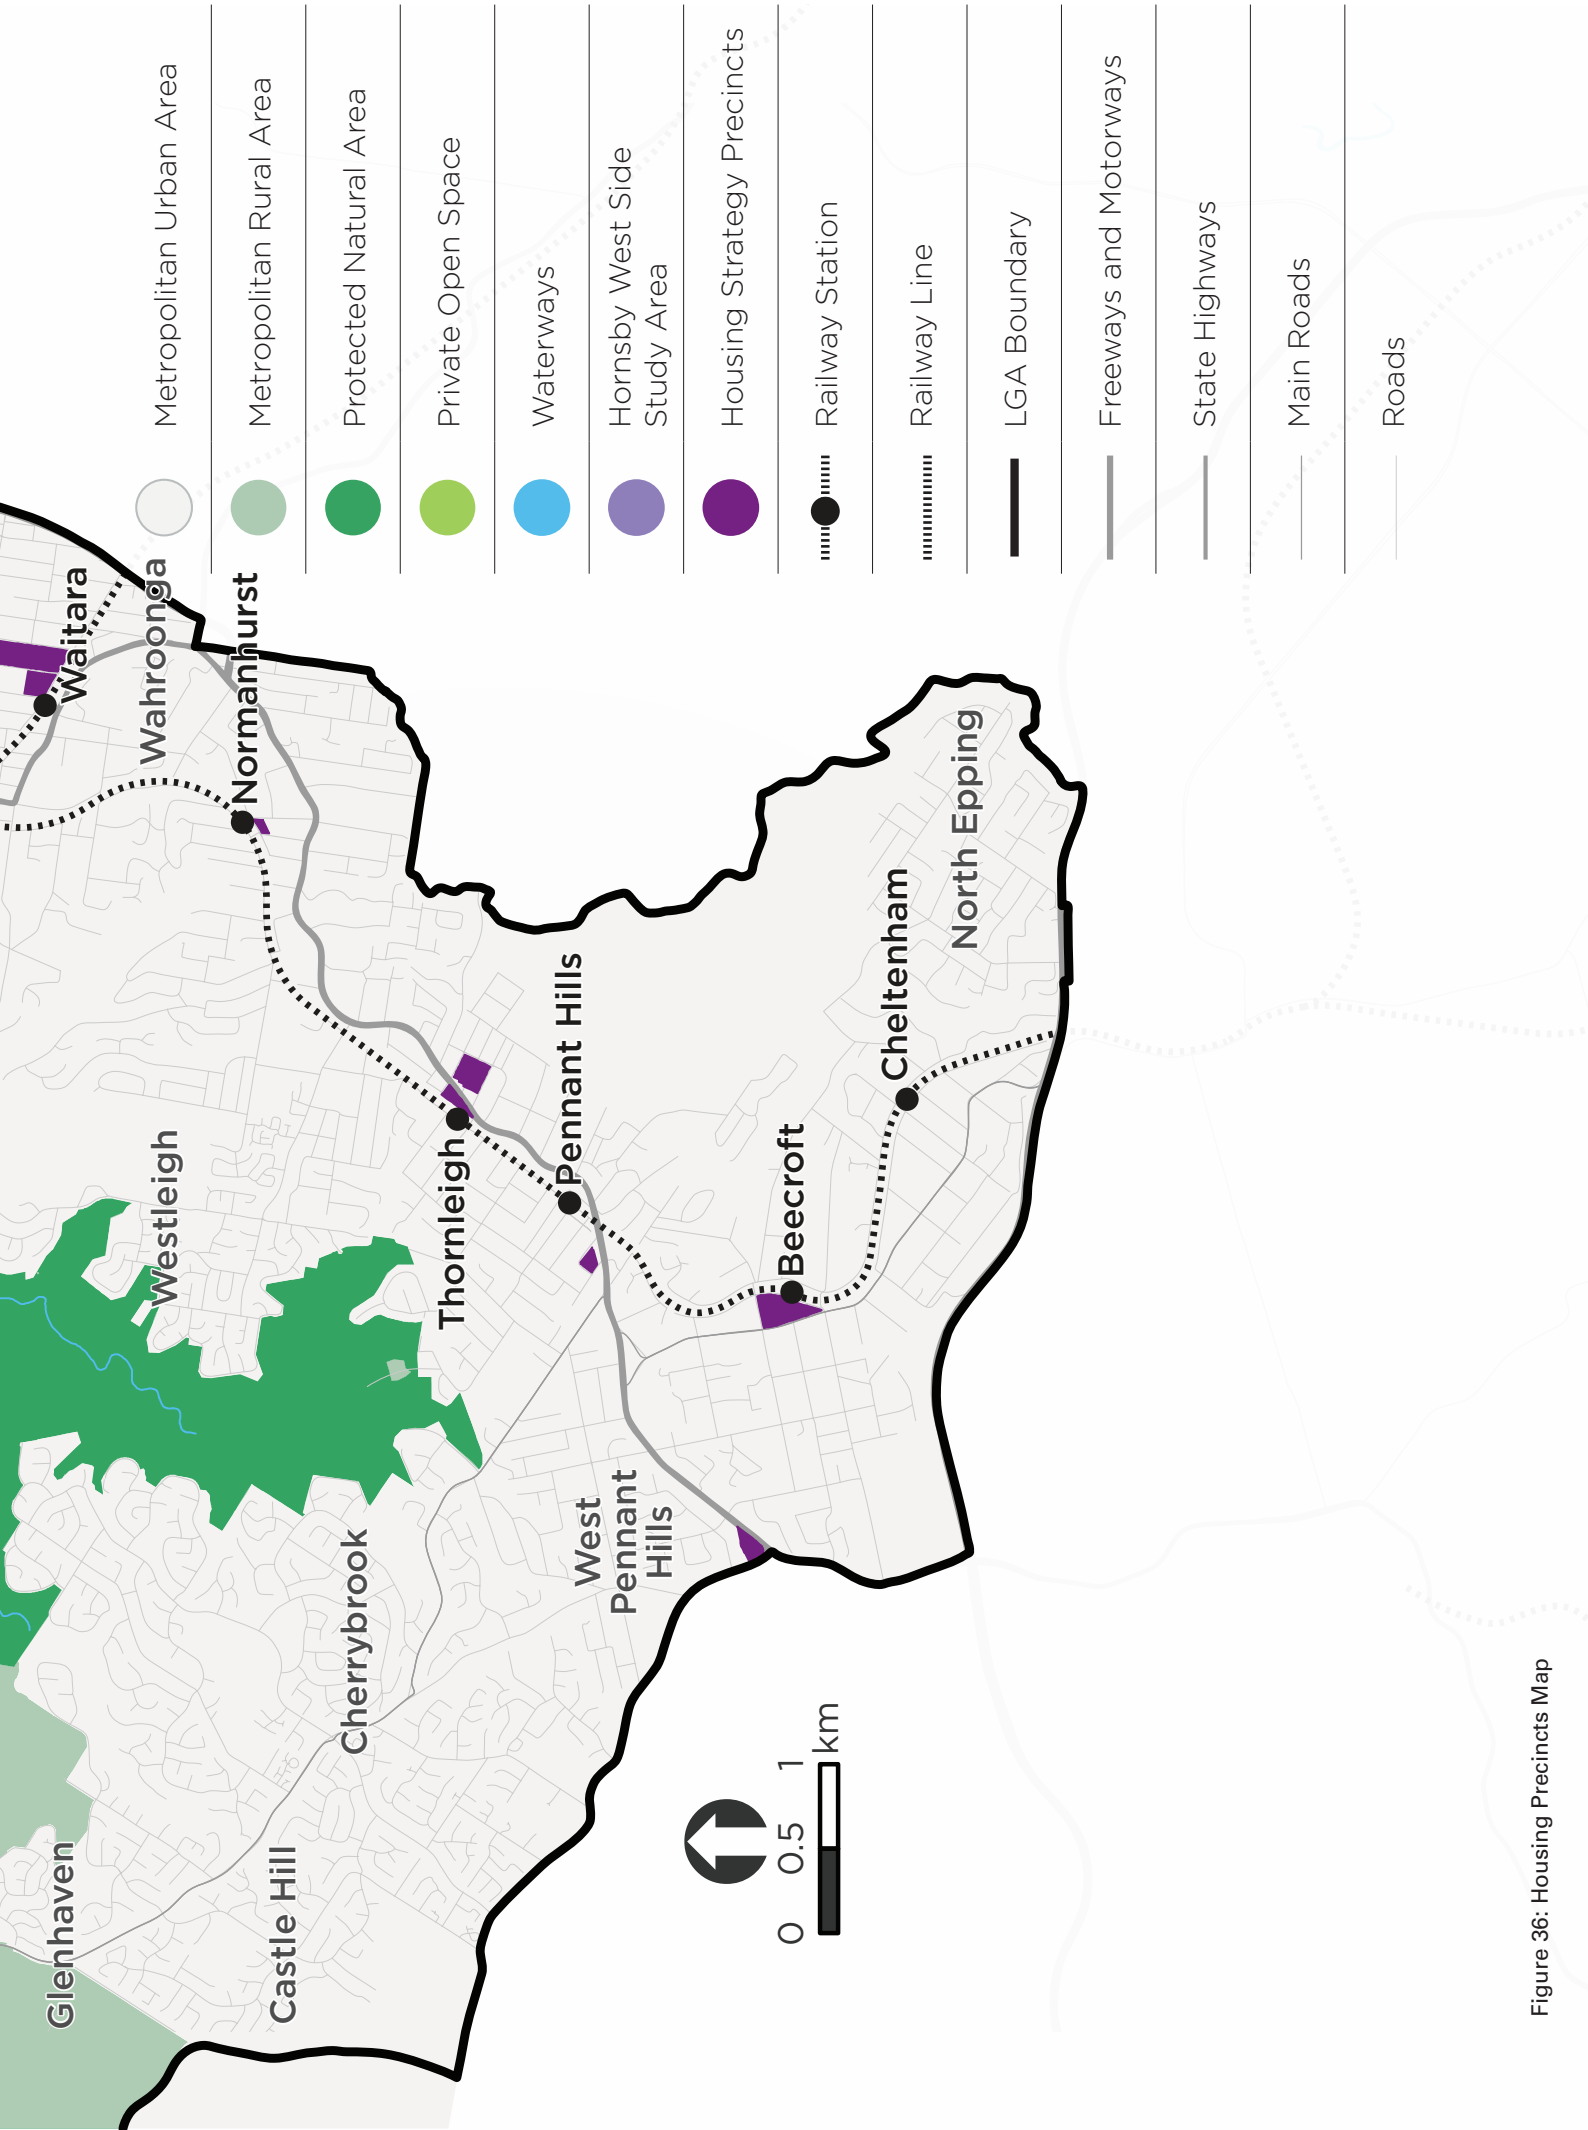 Waitara
Wahroonga
Normanhurst
Westleigh
Thornleigh
Pennant Hills
Cheltenham
North Epping
Beecroft
Cherrybrook
West
Pennant
Hills
Glenhaven
Castle Hill
0 0.5 1
km
Metropolitan Urban Area
Metropolitan Rural Area
Protected Natural Area
Private Open Space
Waterways
Hornsby West Side
Study Area
Housing Strategy Precincts
Railway Station
Railway Line
LGA Boundary
Freeways and Motorways
State Highways
Main Roads
Roads
Figure 36: Housing Precincts Map